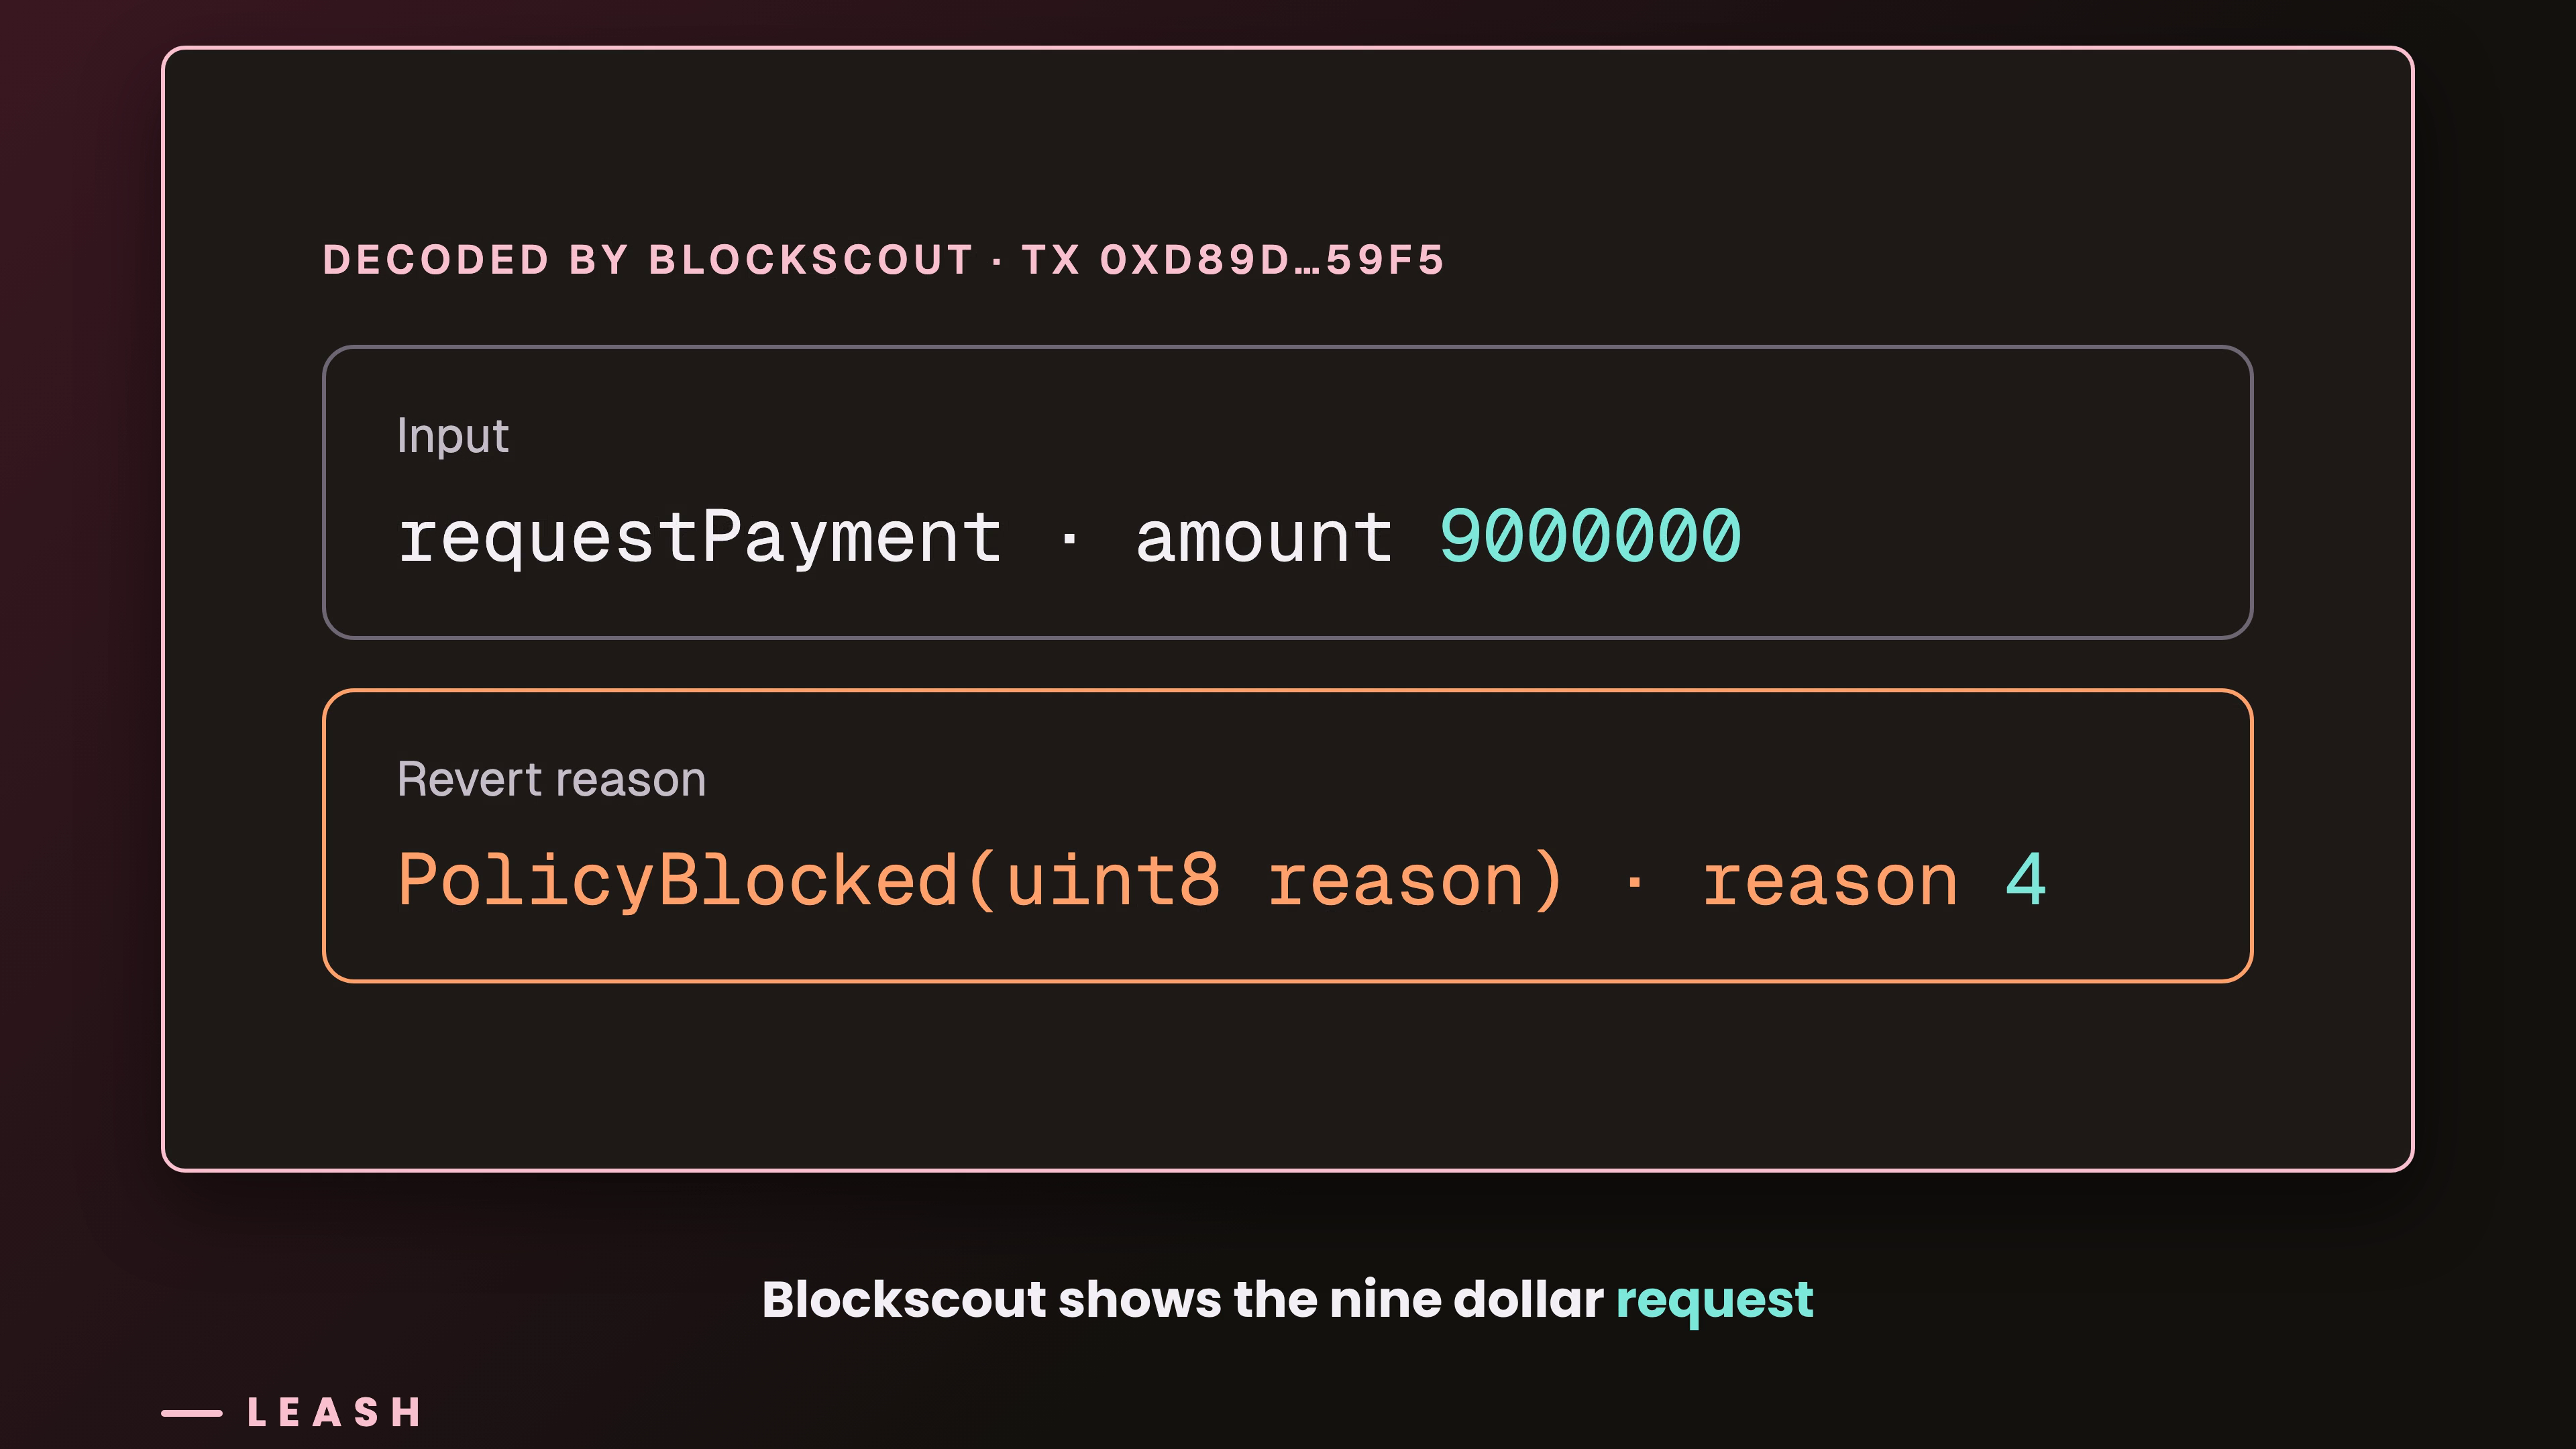 DECODED BY BLOCKSCOUT · TX 0XD89D…59F5
Input
requestPayment · amount 9000000
Revert reason
PolicyBlocked(uint8 reason) · reason 4
Blockscout shows the nine dollar request
LEASH